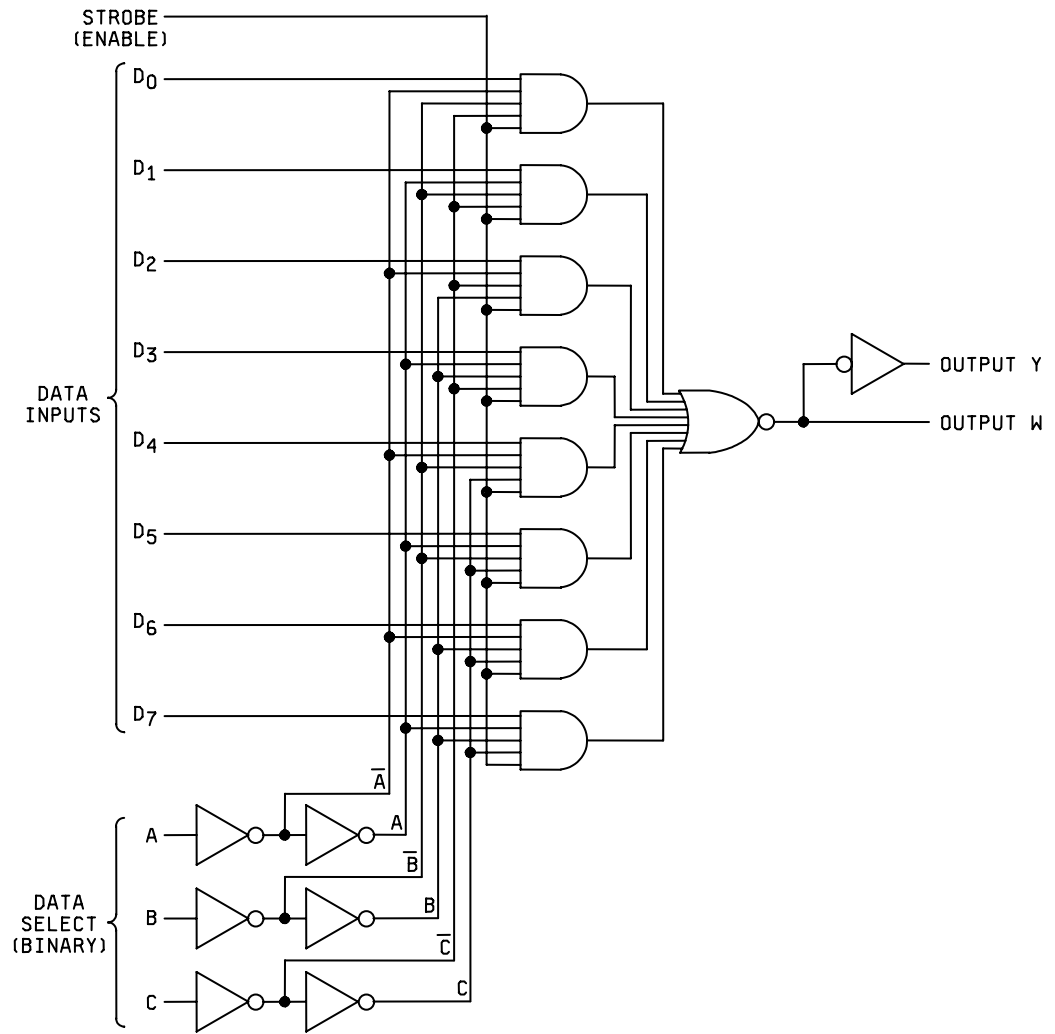 STROBE
(ENABLE)
D0
D1
D2
D3
DATA
INPUTS
D4
D5
D6
D7
OUTPUT Y
OUTPUT W
A̅
A
A
B̅
DATA
SELECT
(BINARY)
B
B
C̅
C
C